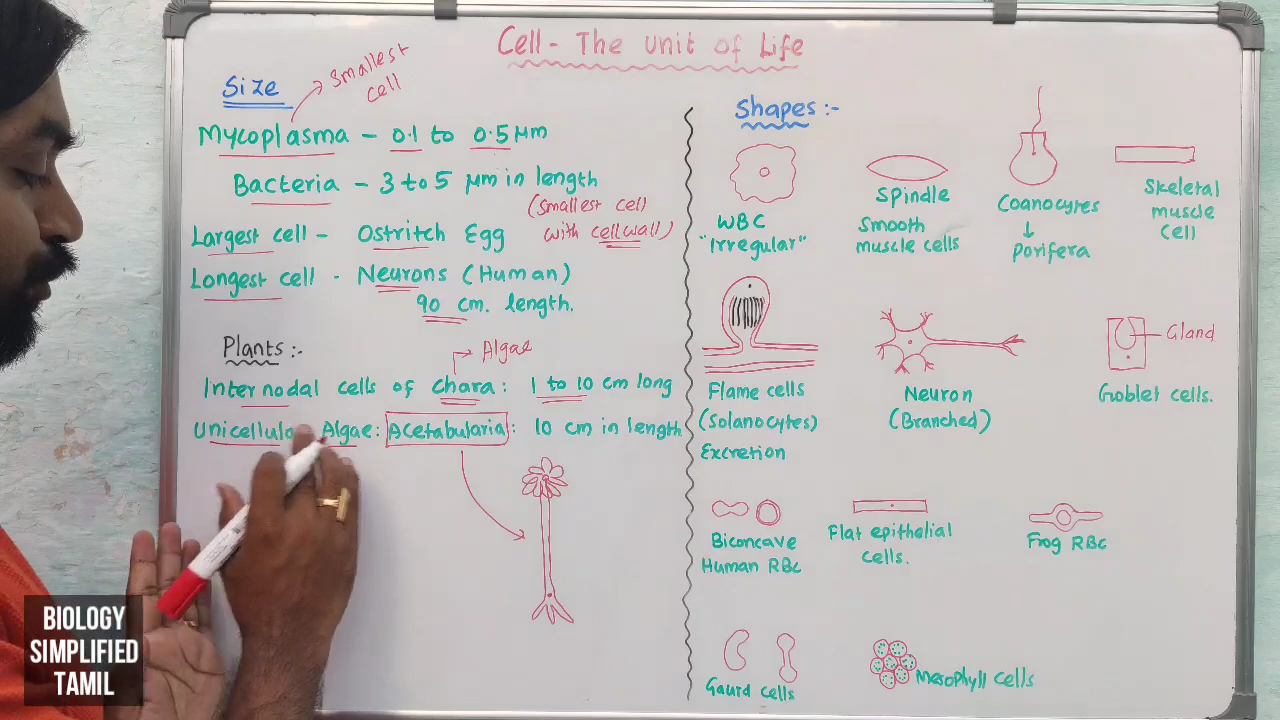 Cell - The Unit of Life
Size
Smallest
cell
Mycoplasma - 0.1 to 0.5 μm
Bacteria - 3 to 5 μm in length
(Smallest cell
with cell wall)
Largest cell - Ostritch Egg
Longest cell - Neurons (Human)
90 cm. length.
Plants:-
Algae
Internodal cells of chara: 1 to 10 cm long
Unicellula Algae: Acetabularia: 10 cm in length
Shapes:-
WBC
"Irregular"
Spindle
Smooth
muscle cells
Coanocytes
↓
Porifera
Skeletal
muscle
Cell
Flame cells
(Solanocytes)
Excretion
Neuron
(Branched)
Gland
Goblet cells.
Biconcave
Human RBC
Flat epithelial
cells.
Frog RBC
Gaurd cells
Mesophyll cells
BIOLOGY
SIMPLIFIED
TAMIL